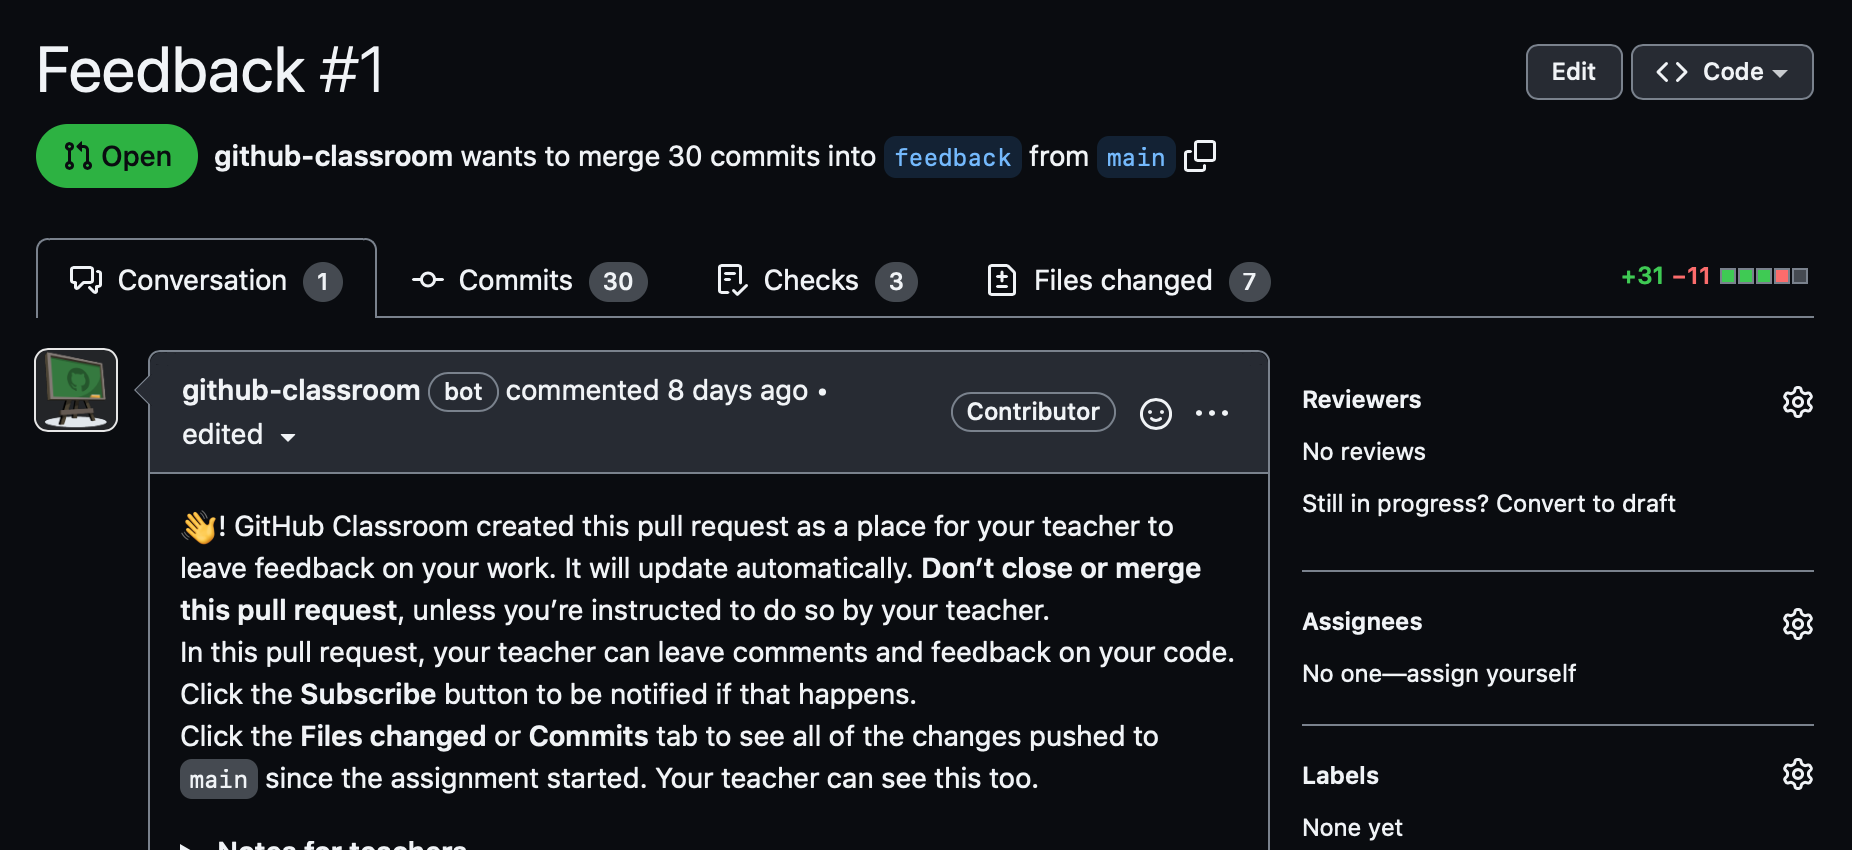 Feedback #1
Edit
Code
Open
github-classroom wants to merge 30 commits into feedback from main
Conversation 1
Commits 30
Checks 3
Files changed 7
+31 −11
github-classroom bot commented 8 days ago •
edited
Contributor
👋! GitHub Classroom created this pull request as a place for your teacher to
leave feedback on your work. It will update automatically. Don’t close or merge
this pull request, unless you’re instructed to do so by your teacher.
In this pull request, your teacher can leave comments and feedback on your code.
Click the Subscribe button to be notified if that happens.
Click the Files changed or Commits tab to see all of the changes pushed to
main since the assignment started. Your teacher can see this too.
Notes for teachers
Reviewers
No reviews
Still in progress? Convert to draft
Assignees
No one—assign yourself
Labels
None yet